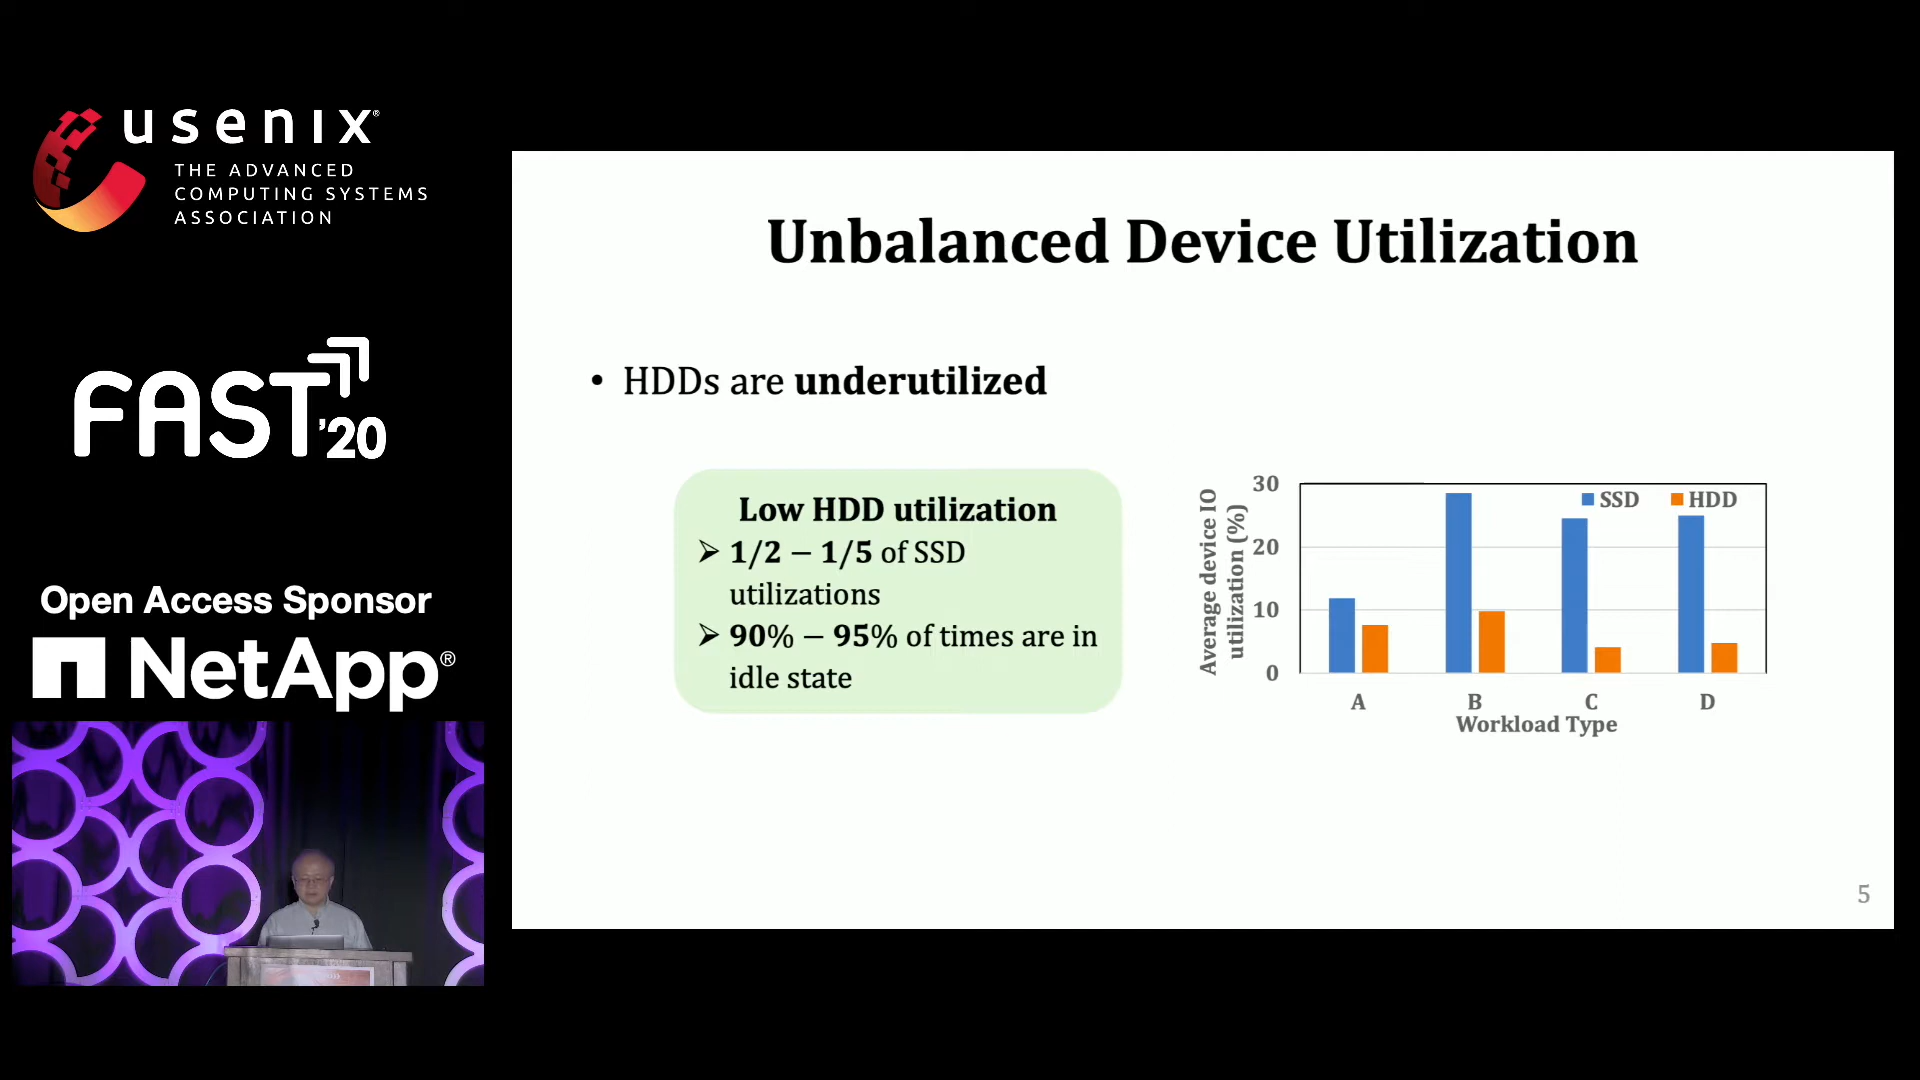 usenix®
THE ADVANCED
COMPUTING SYSTEMS
ASSOCIATION
FAST '20
Open Access Sponsor
NetApp®
Unbalanced Device Utilization
• HDDs are underutilized
Low HDD utilization
➢ 1/2 – 1/5 of SSD
utilizations
➢ 90% – 95% of times are in
idle state
Average device IO
utilization (%)
30
20
10
0
SSD HDD
A B C D
Workload Type
5